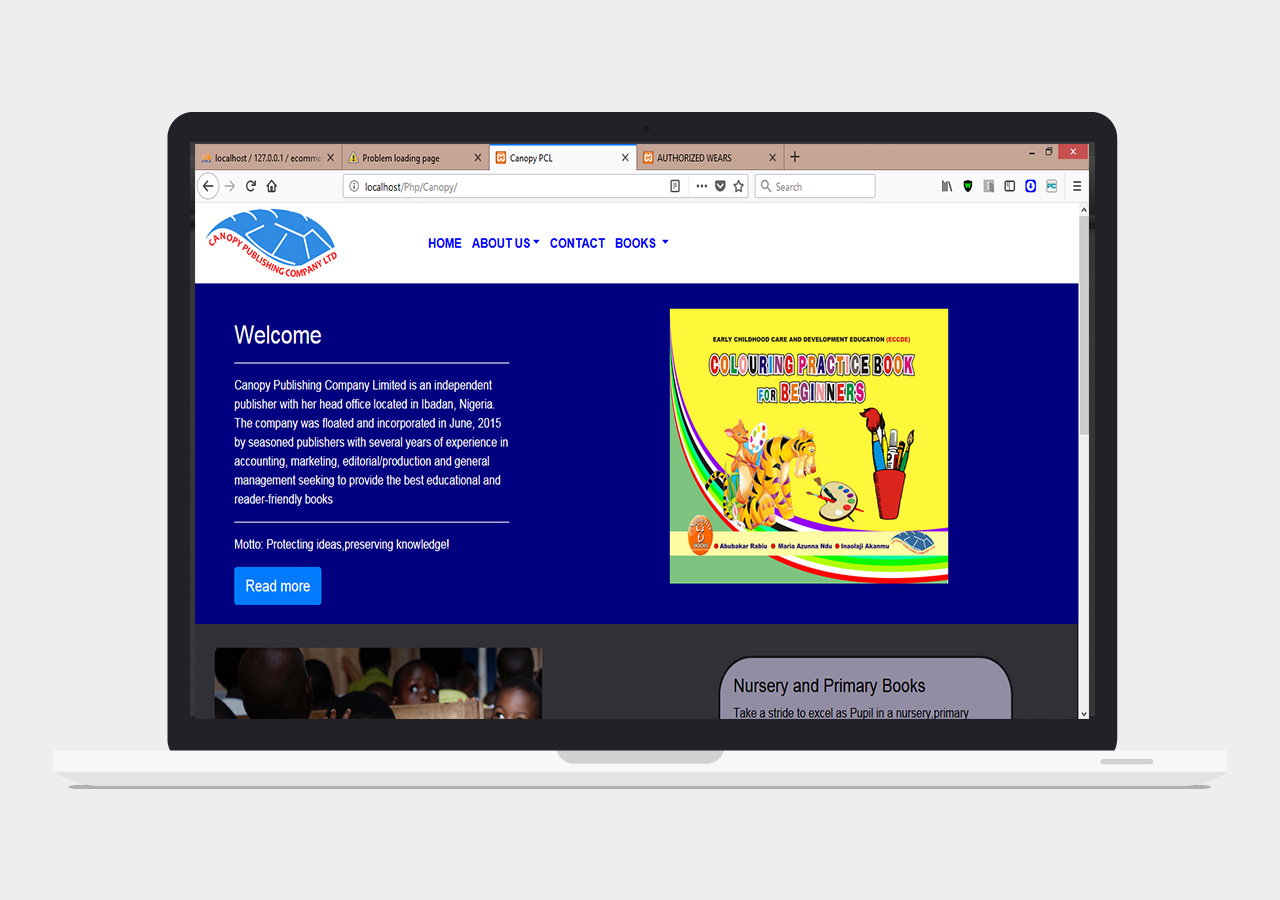 localhost / 127.0.0.1 / ecomme
Problem loading page
Canopy PCL
AUTHORIZED WEARS
localhost/Php/Canopy/
Search
CANOPY PUBLISHING COMPANY LTD
HOME ABOUT US CONTACT BOOKS
Welcome
Canopy Publishing Company Limited is an independent
publisher with her head office located in Ibadan, Nigeria.
The company was floated and incorporated in June, 2015
by seasoned publishers with several years of experience in
accounting, marketing, editorial/production and general
management seeking to provide the best educational and
reader-friendly books
Motto: Protecting ideas,preserving knowledge!
Read more
EARLY CHILDHOOD CARE AND DEVELOPMENT EDUCATION (ECCDE)
COLOURING PRACTICE BOOK
FOR BEGINNERS
Abubakar Rabiu Maria Azunna Ndu Inaolaji Akanmu
Nursery and Primary Books
Take a stride to excel as Pupil in a nursery,primary